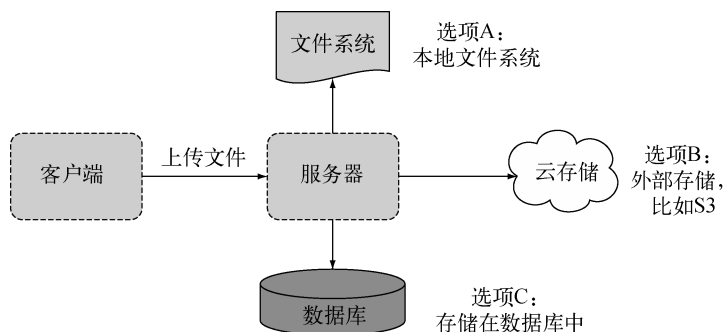 文件系统
选项A：
本地文件系统
客户端
上传文件
服务器
云存储
选项B：
外部存储，
比如S3
数据库
选项C：
存储在数据库中